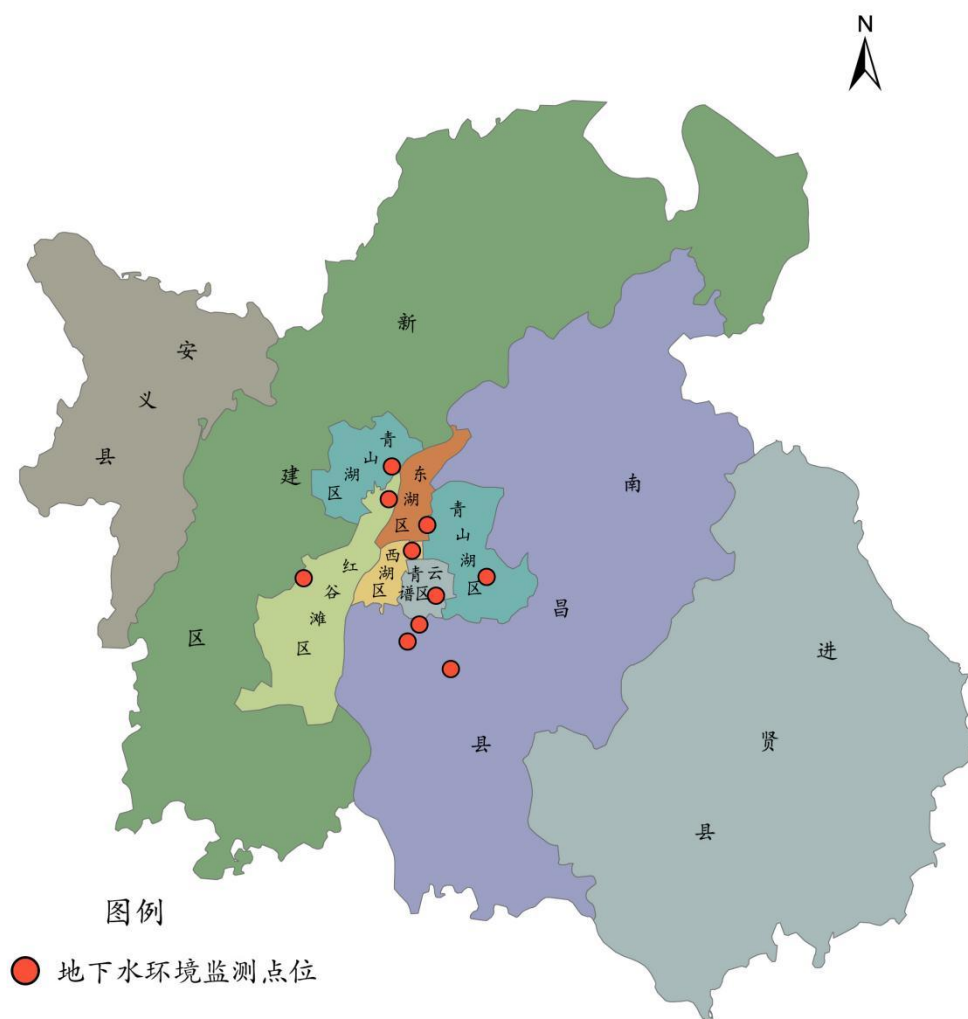 N
新建区
安义县
青山湖区
东湖区
南昌县
青山湖区
红谷滩区
西湖区
青云谱区
进贤县
图例
地下水环境监测点位